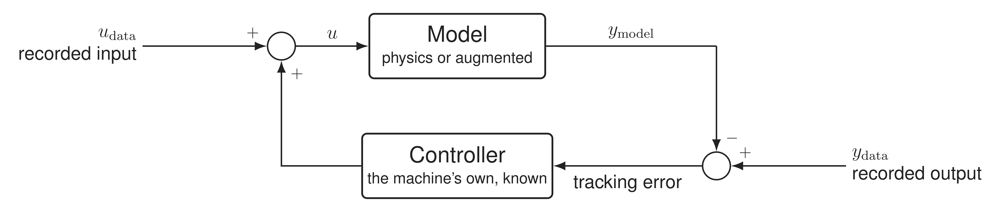 u_data
recorded input
+
u
+
Model
physics or augmented
y_model
Controller
the machine's own, known
tracking error
−
+
y_data
recorded output